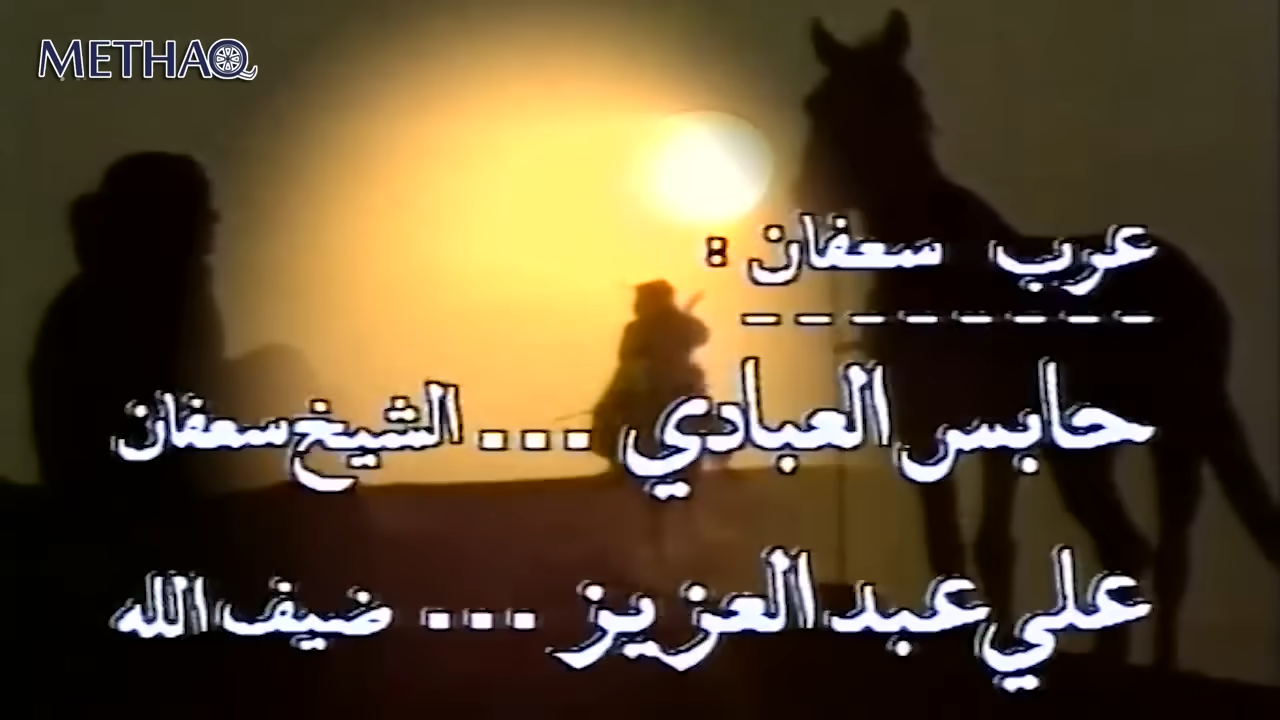 METHAQ
عرب سعفان :
--------
حابس العبادي ... الشيخ سعفان
علي عبد العزيز ... ضيف الله